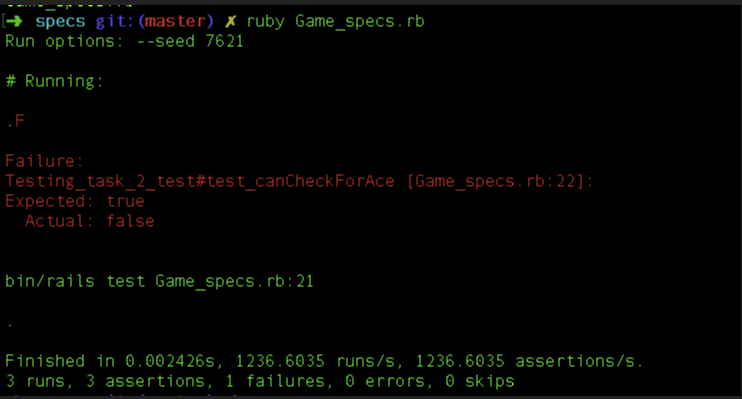 ➜ specs git:(master) ✗ ruby Game_specs.rb
Run options: --seed 7621
# Running:
.F
Failure:
Testing_task_2_test#test_canCheckForAce [Game_specs.rb:22]:
Expected: true
Actual: false
bin/rails test Game_specs.rb:21
.
Finished in 0.002426s, 1236.6035 runs/s, 1236.6035 assertions/s.
3 runs, 3 assertions, 1 failures, 0 errors, 0 skips